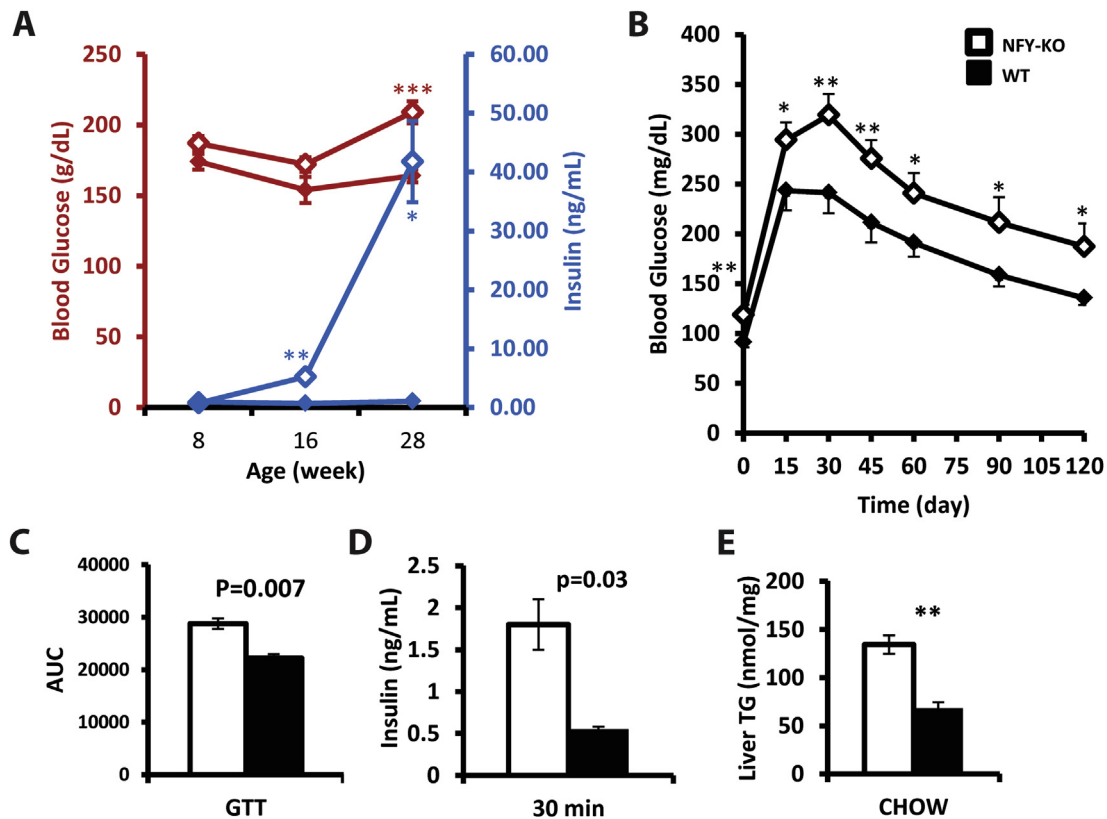 A
250
200
150
100
50
0
Blood Glucose (g/dL)
***
**
*
60.00
50.00
40.00
30.00
20.00
10.00
0.00
Insulin (ng/mL)
8
16
28
Age (week)
B
400
350
300
250
200
150
100
50
0
Blood Glucose (mg/dL)
NFY-KO
WT
**
*
**
**
*
*
*
0 15 30 45 60 75 90 105 120
Time (day)
C
40000
30000
20000
10000
0
AUC
P=0.007
GTT
D
2.5
2
1.5
1
0.5
0
Insulin (ng/mL)
p=0.03
30 min
E
200
150
100
50
0
Liver TG (nmol/mg)
**
CHOW